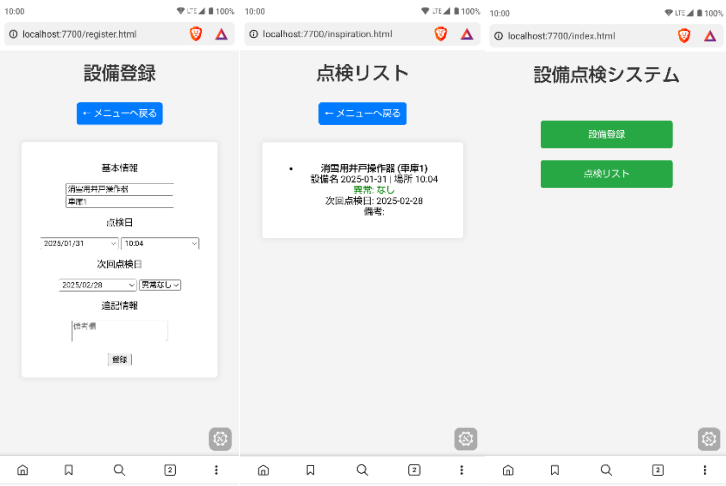 10:00
LTE 100%
localhost:7700/register.html
設備登録
← メニューへ戻る
基本情報
消雪用井戸操作器
車庫1
点検日
2025/01/31 10:04
次回点検日
2025/02/28 異常なし
追記情報
備考欄
登録
2
10:00
LTE 100%
localhost:7700/inspiration.html
点検リスト
← メニューへ戻る
消雪用井戸操作器 (車庫1)
設備名 2025-01-31 | 場所 10:04
異常: なし
次回点検日: 2025-02-28
備考:
2
10:00
LTE 100%
localhost:7700/index.html
設備点検システム
設備登録
点検リスト
2